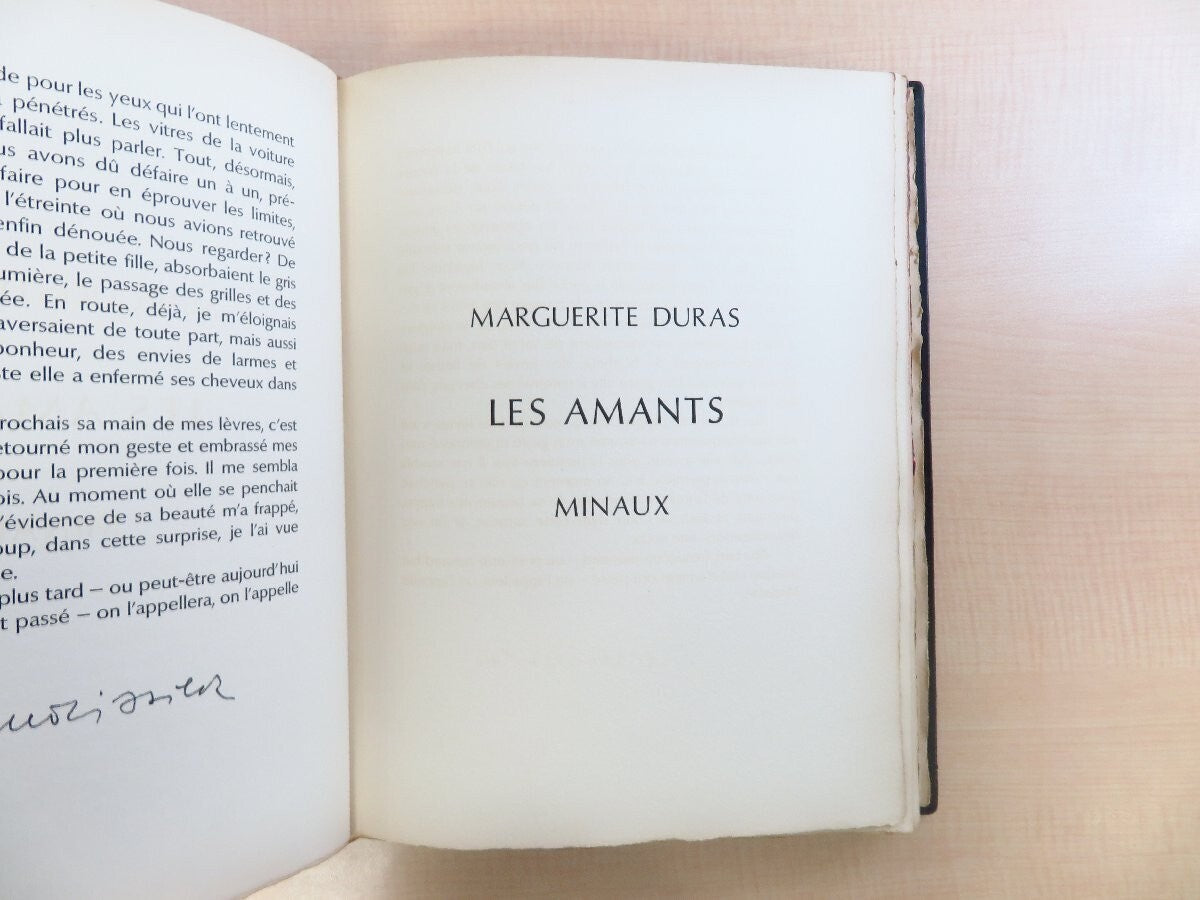 de pour les yeux qui l'ont lentement
pénétrés. Les vitres de la voiture
fallait plus parler. Tout, désormais,
us avons dû défaire un à un, pré-
faire pour en éprouver les limites,
l'étreinte où nous avions retrouvé
enfin dénouée. Nous regarder? De
de la petite fille, absorbaient le gris
umière, le passage des grilles et des
ée. En route, déjà, je m'éloignais
aversaient de toute part, mais aussi
bonheur, des envies de larmes et
ste elle a enfermé ses cheveux dans
rochais sa main de mes lèvres, c'est
etourné mon geste et embrassé mes
pour la première fois. Il me sembla
ois. Au moment où elle se penchait
l'évidence de sa beauté m'a frappé,
oup, dans cette surprise, je l'ai vue
e.
plus tard — ou peut-être aujourd'hui
t passé — on l'appellera, on l'appelle
MARGUERITE DURAS
LES AMANTS
MINAUX